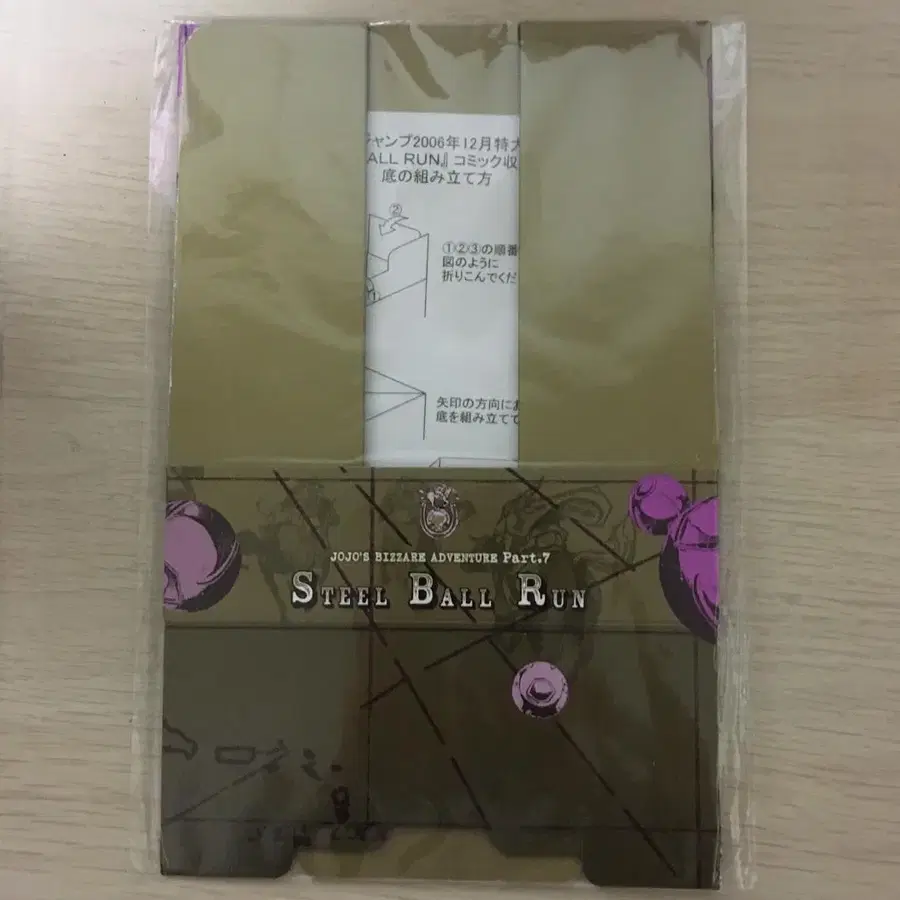 ャンプ2006年12月特大
ALL RUN』コミック収
底の組み立て方
②
①②③の順番
図のように
折りこんでくだ
①
矢印の方向にお
底を組み立てて
JOJO'S BIZZARE ADVENTURE Part.7
STEEL BALL RUN